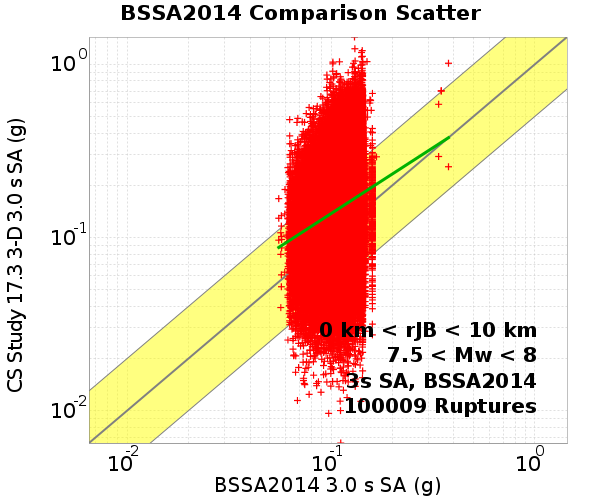 BSSA2014 Comparison Scatter
CS Study 17.3 3-D 3.0 s SA (g)
10^0
10^-1
10^-2
0 km < rJB < 10 km
7.5 < Mw < 8
3s SA, BSSA2014
100009 Ruptures
10^-2 10^-1 10^0
BSSA2014 3.0 s SA (g)